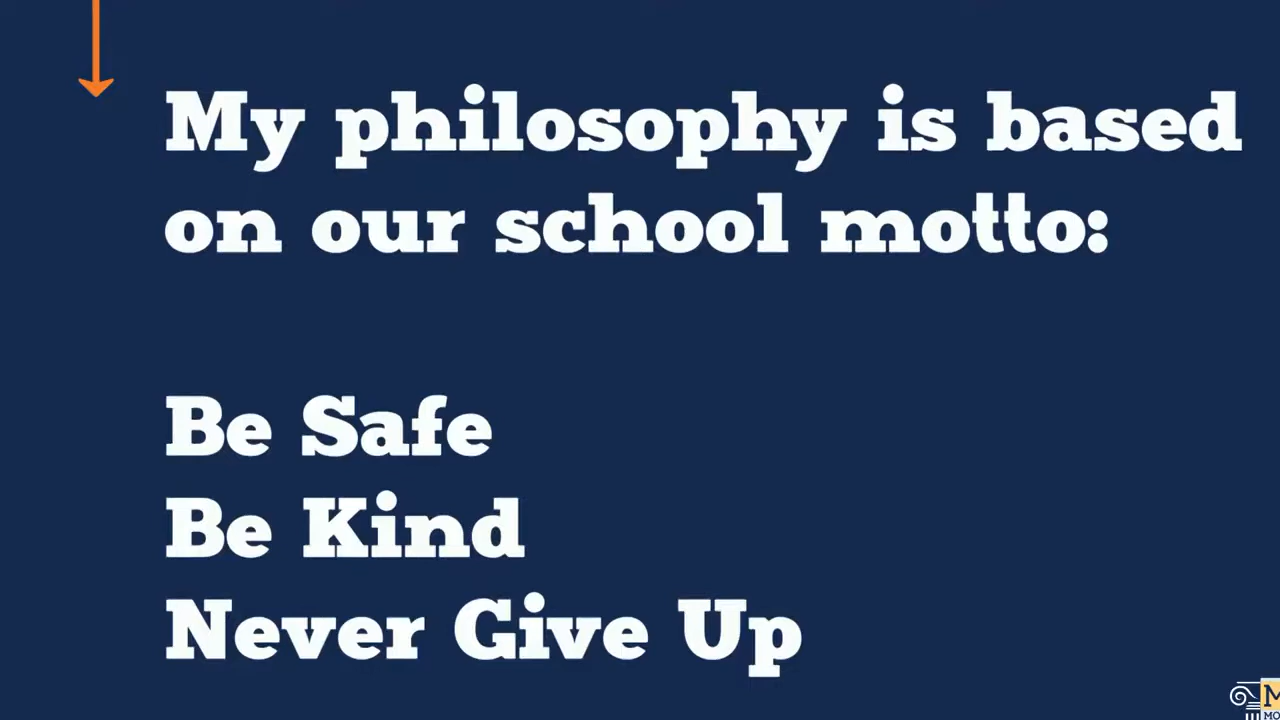 My philosophy is based
on our school motto:
Be Safe
Be Kind
Never Give Up